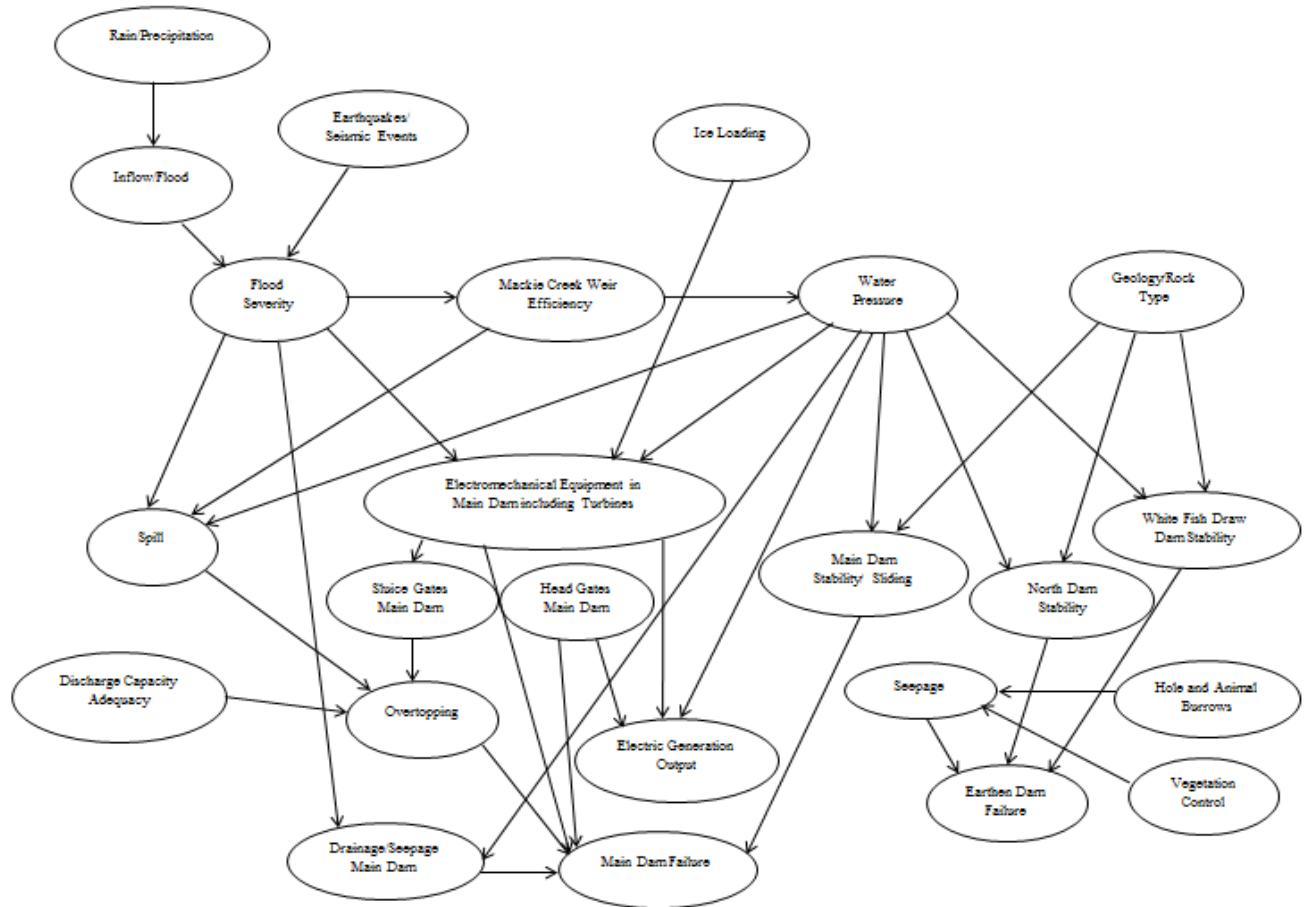 Rain/Precipitation
Earthquakes/
Seismic Events
Ice Loading
Inflow/Flood
Flood
Severity
Mackie Creek Weir
Efficiency
Water
Pressure
Geology/Rock
Type
Electromechanical Equipment in
Main Dam including Turbines
Spill
White Fish Draw
Dam Stability
Main Dam
Stability/ Sliding
Sluice Gates
Main Dam
Head Gates
Main Dam
North Dam
Stability
Discharge Capacity
Adequacy
Overtopping
Seepage
Hole and Animal
Burrows
Electric Generation
Output
Earthen Dam
Failure
Vegetation
Control
Drainage/Seepage
Main Dam
Main Dam Failure